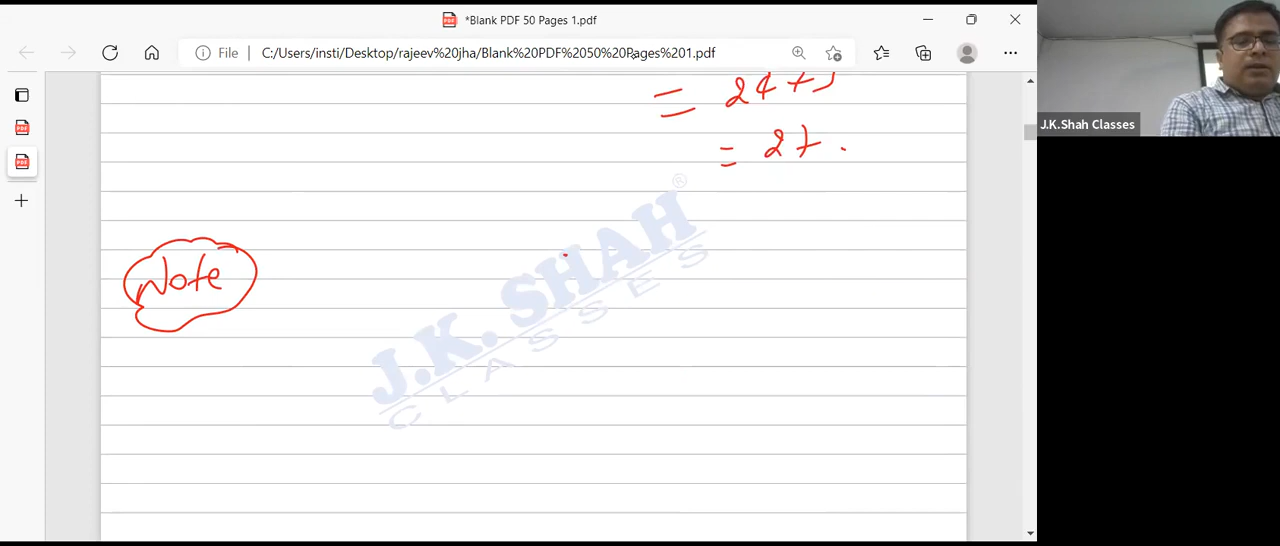 *Blank PDF 50 Pages 1.pdf
File C:/Users/insti/Desktop/rajeev%20jha/Blank%20PDF%2050%20Pages%201.pdf
J.K.Shah Classes
= 24+3
= 27.
Note
J.K. SHAH ®
CLASSES